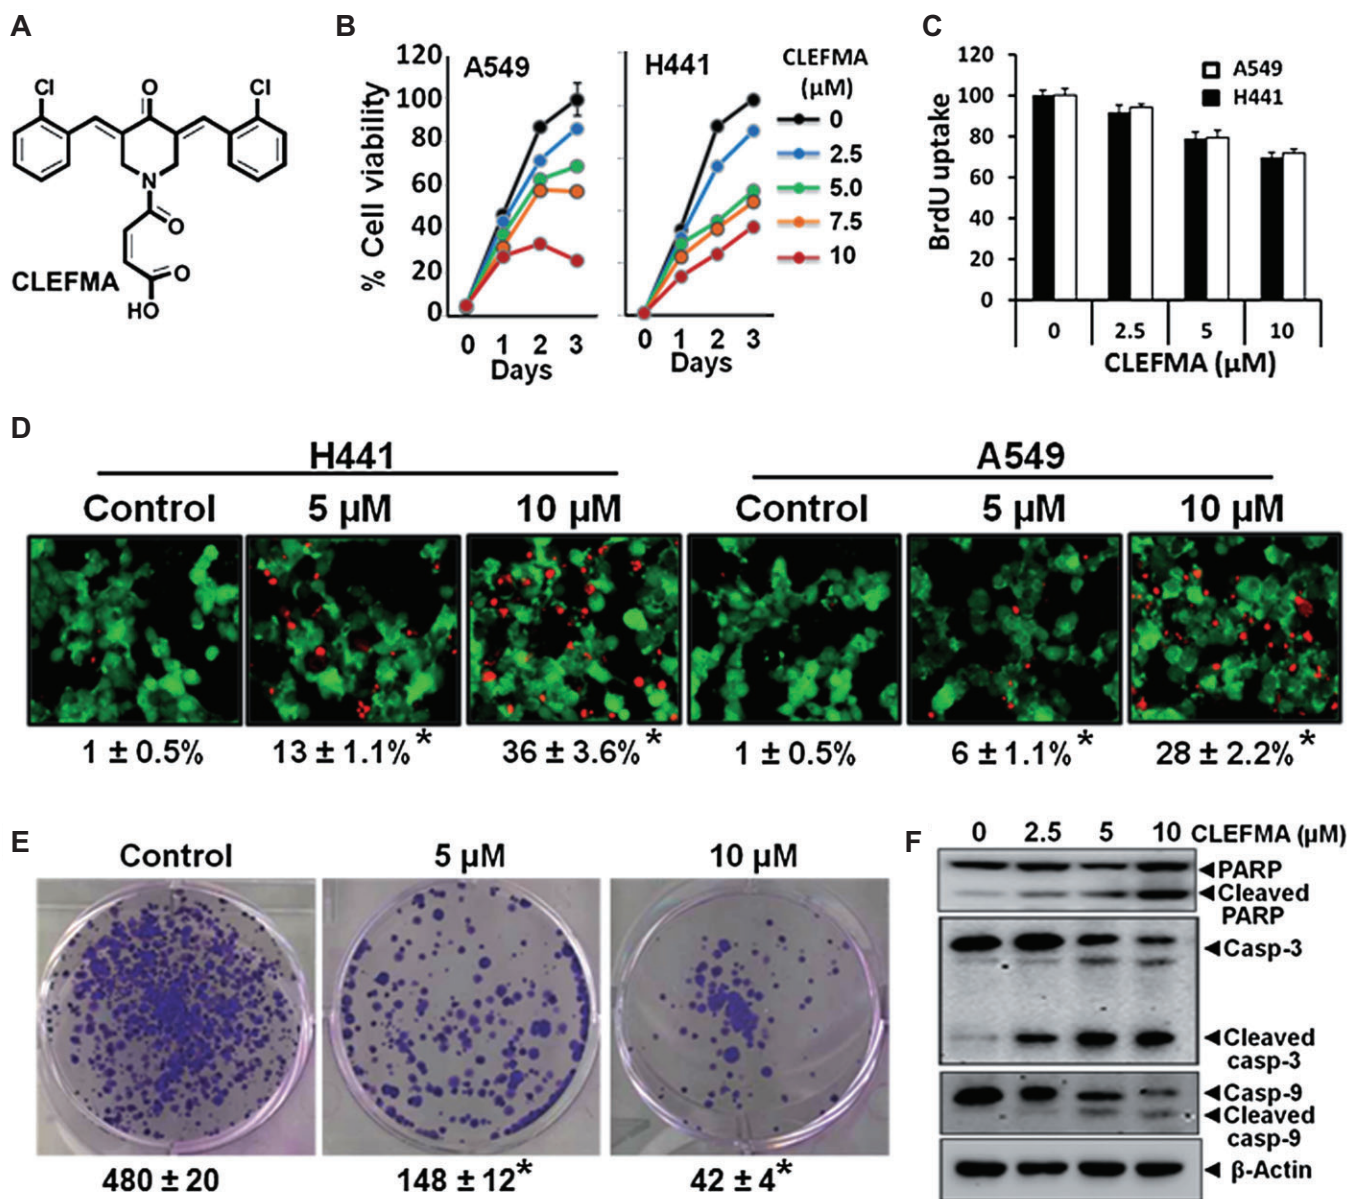 A
Cl
O
Cl
N
O
CLEFMA
O
HO
B
A549
H441
CLEFMA
(µM)
0
2.5
5.0
7.5
10
% Cell viability
120
100
80
60
40
20
0
0 1 2 3
Days
0 1 2 3
Days
C
A549
H441
BrdU uptake
120
100
80
60
40
20
0
0 2.5 5 10
CLEFMA (µM)
D
H441
A549
Control 5 µM 10 µM Control 5 µM 10 µM
1 ± 0.5% 13 ± 1.1%* 36 ± 3.6%* 1 ± 0.5% 6 ± 1.1%* 28 ± 2.2%*
E
Control 5 µM 10 µM
480 ± 20 148 ± 12* 42 ± 4*
F
0 2.5 5 10 CLEFMA (µM)
PARP
Cleaved
PARP
Casp-3
Cleaved
casp-3
Casp-9
Cleaved
casp-9
β-Actin